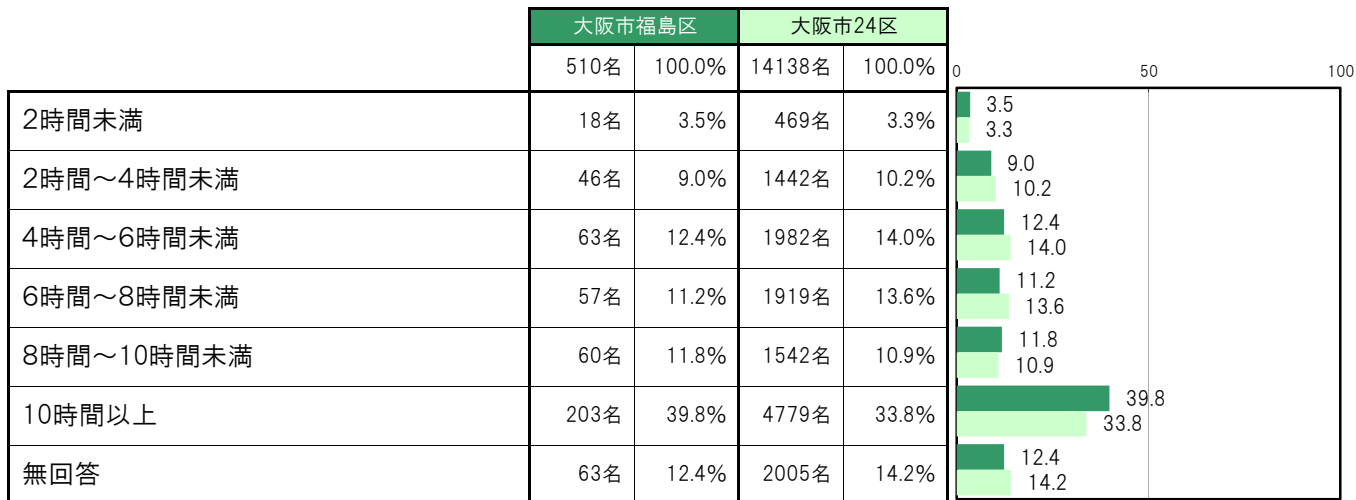 大阪市福島区 大阪市24区
510名 100.0% 14138名 100.0% 0 50 100
2時間未満 18名 3.5% 469名 3.3% 3.5
3.3
2時間～4時間未満 46名 9.0% 1442名 10.2% 9.0
10.2
4時間～6時間未満 63名 12.4% 1982名 14.0% 12.4
14.0
6時間～8時間未満 57名 11.2% 1919名 13.6% 11.2
13.6
8時間～10時間未満 60名 11.8% 1542名 10.9% 11.8
10.9
10時間以上 203名 39.8% 4779名 33.8% 39.8
33.8
無回答 63名 12.4% 2005名 14.2% 12.4
14.2